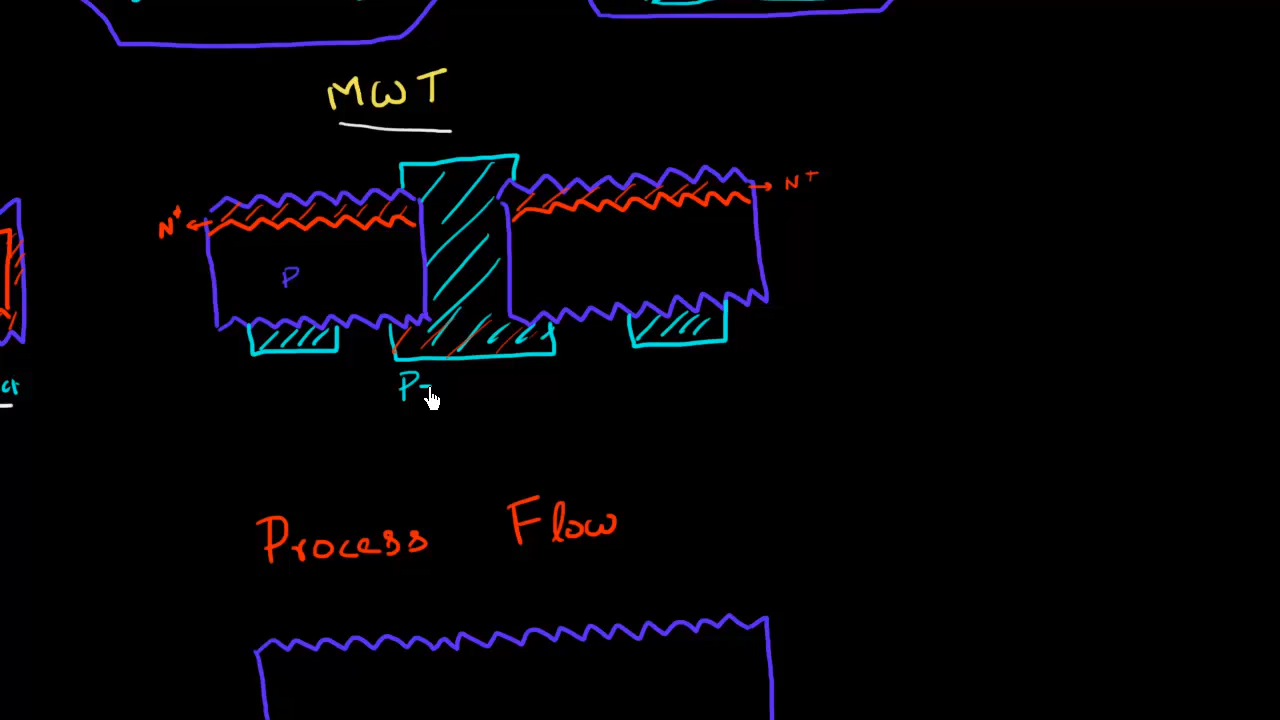 MWT
N+
N+
P
P-
Process Flow